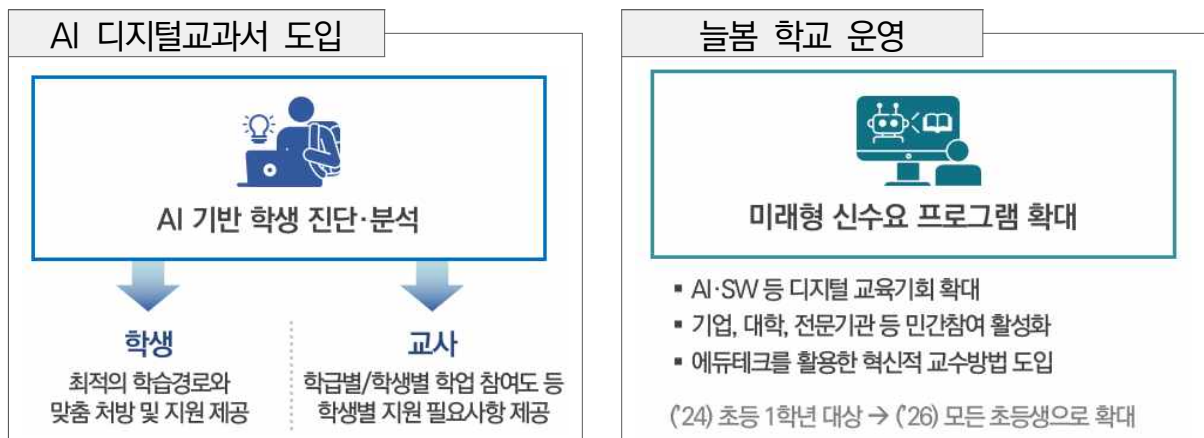 AI 디지털교과서 도입
AI 기반 학생 진단·분석
학생
최적의 학습경로와
맞춤 처방 및 지원 제공
교사
학급별/학생별 학업 참여도 등
학생별 지원 필요사항 제공
늘봄 학교 운영
미래형 신수요 프로그램 확대
▪ AI·SW 등 디지털 교육기회 확대
▪ 기업, 대학, 전문기관 등 민간참여 활성화
▪ 에듀테크를 활용한 혁신적 교수방법 도입
('24) 초등 1학년 대상 → ('26) 모든 초등생으로 확대